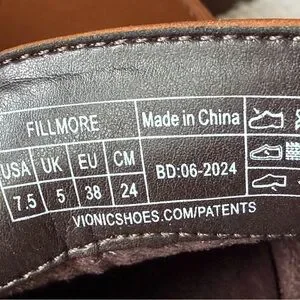 FILLMORE Made in China
USA UK EU CM
7.5 5 38 24 BD:06-2024
VIONICSHOES.COM/PATENTS